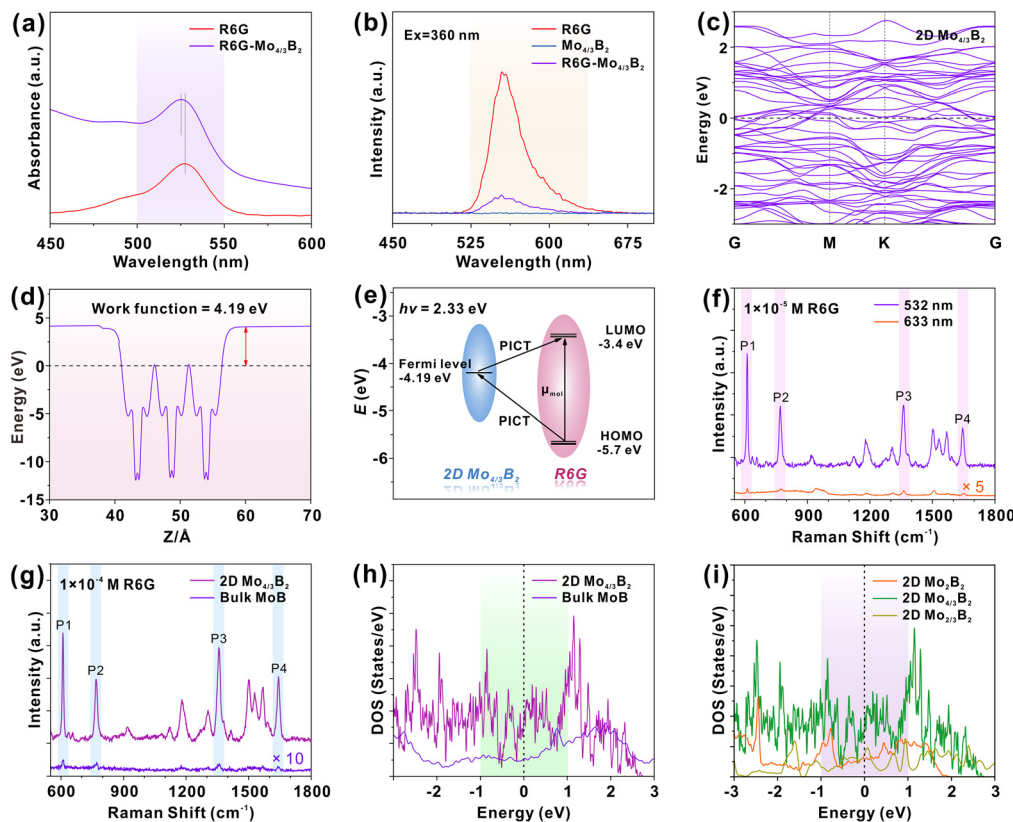 (a)
R6G
R6G-Mo4/3B2
Absorbance (a.u.)
450 500 550 600
Wavelength (nm)
(b)
Ex=360 nm
R6G
Mo4/3B2
R6G-Mo4/3B2
Intensity (a.u.)
450 525 600 675
Wavelength (nm)
(c)
2D Mo4/3B2
Energy (eV)
2
0
-2
G M K G
(d)
Work function = 4.19 eV
Energy (eV)
5
0
-5
-10
-15
30 40 50 60 70
Z/Å
(e)
hν = 2.33 eV
E (eV)
-3
-4
-5
-6
LUMO
-3.4 eV
PICT
Fermi level
-4.19 eV
μmol
PICT
HOMO
-5.7 eV
2D Mo4/3B2
R6G
(f)
1×10-5 M R6G
532 nm
633 nm
P1
P2
P3
P4
× 5
Intensity (a.u.)
600 900 1200 1500 1800
Raman Shift (cm-1)
(g)
1×10-4 M R6G
2D Mo4/3B2
Bulk MoB
P1
P2
P3
P4
× 10
Intensity (a.u.)
600 900 1200 1500 1800
Raman Shift (cm-1)
(h)
2D Mo4/3B2
Bulk MoB
DOS (States/eV)
-2 -1 0 1 2 3
Energy (eV)
(i)
2D Mo2B2
2D Mo4/3B2
2D Mo2/3B2
DOS (States/eV)
-3 -2 -1 0 1 2 3
Energy (eV)